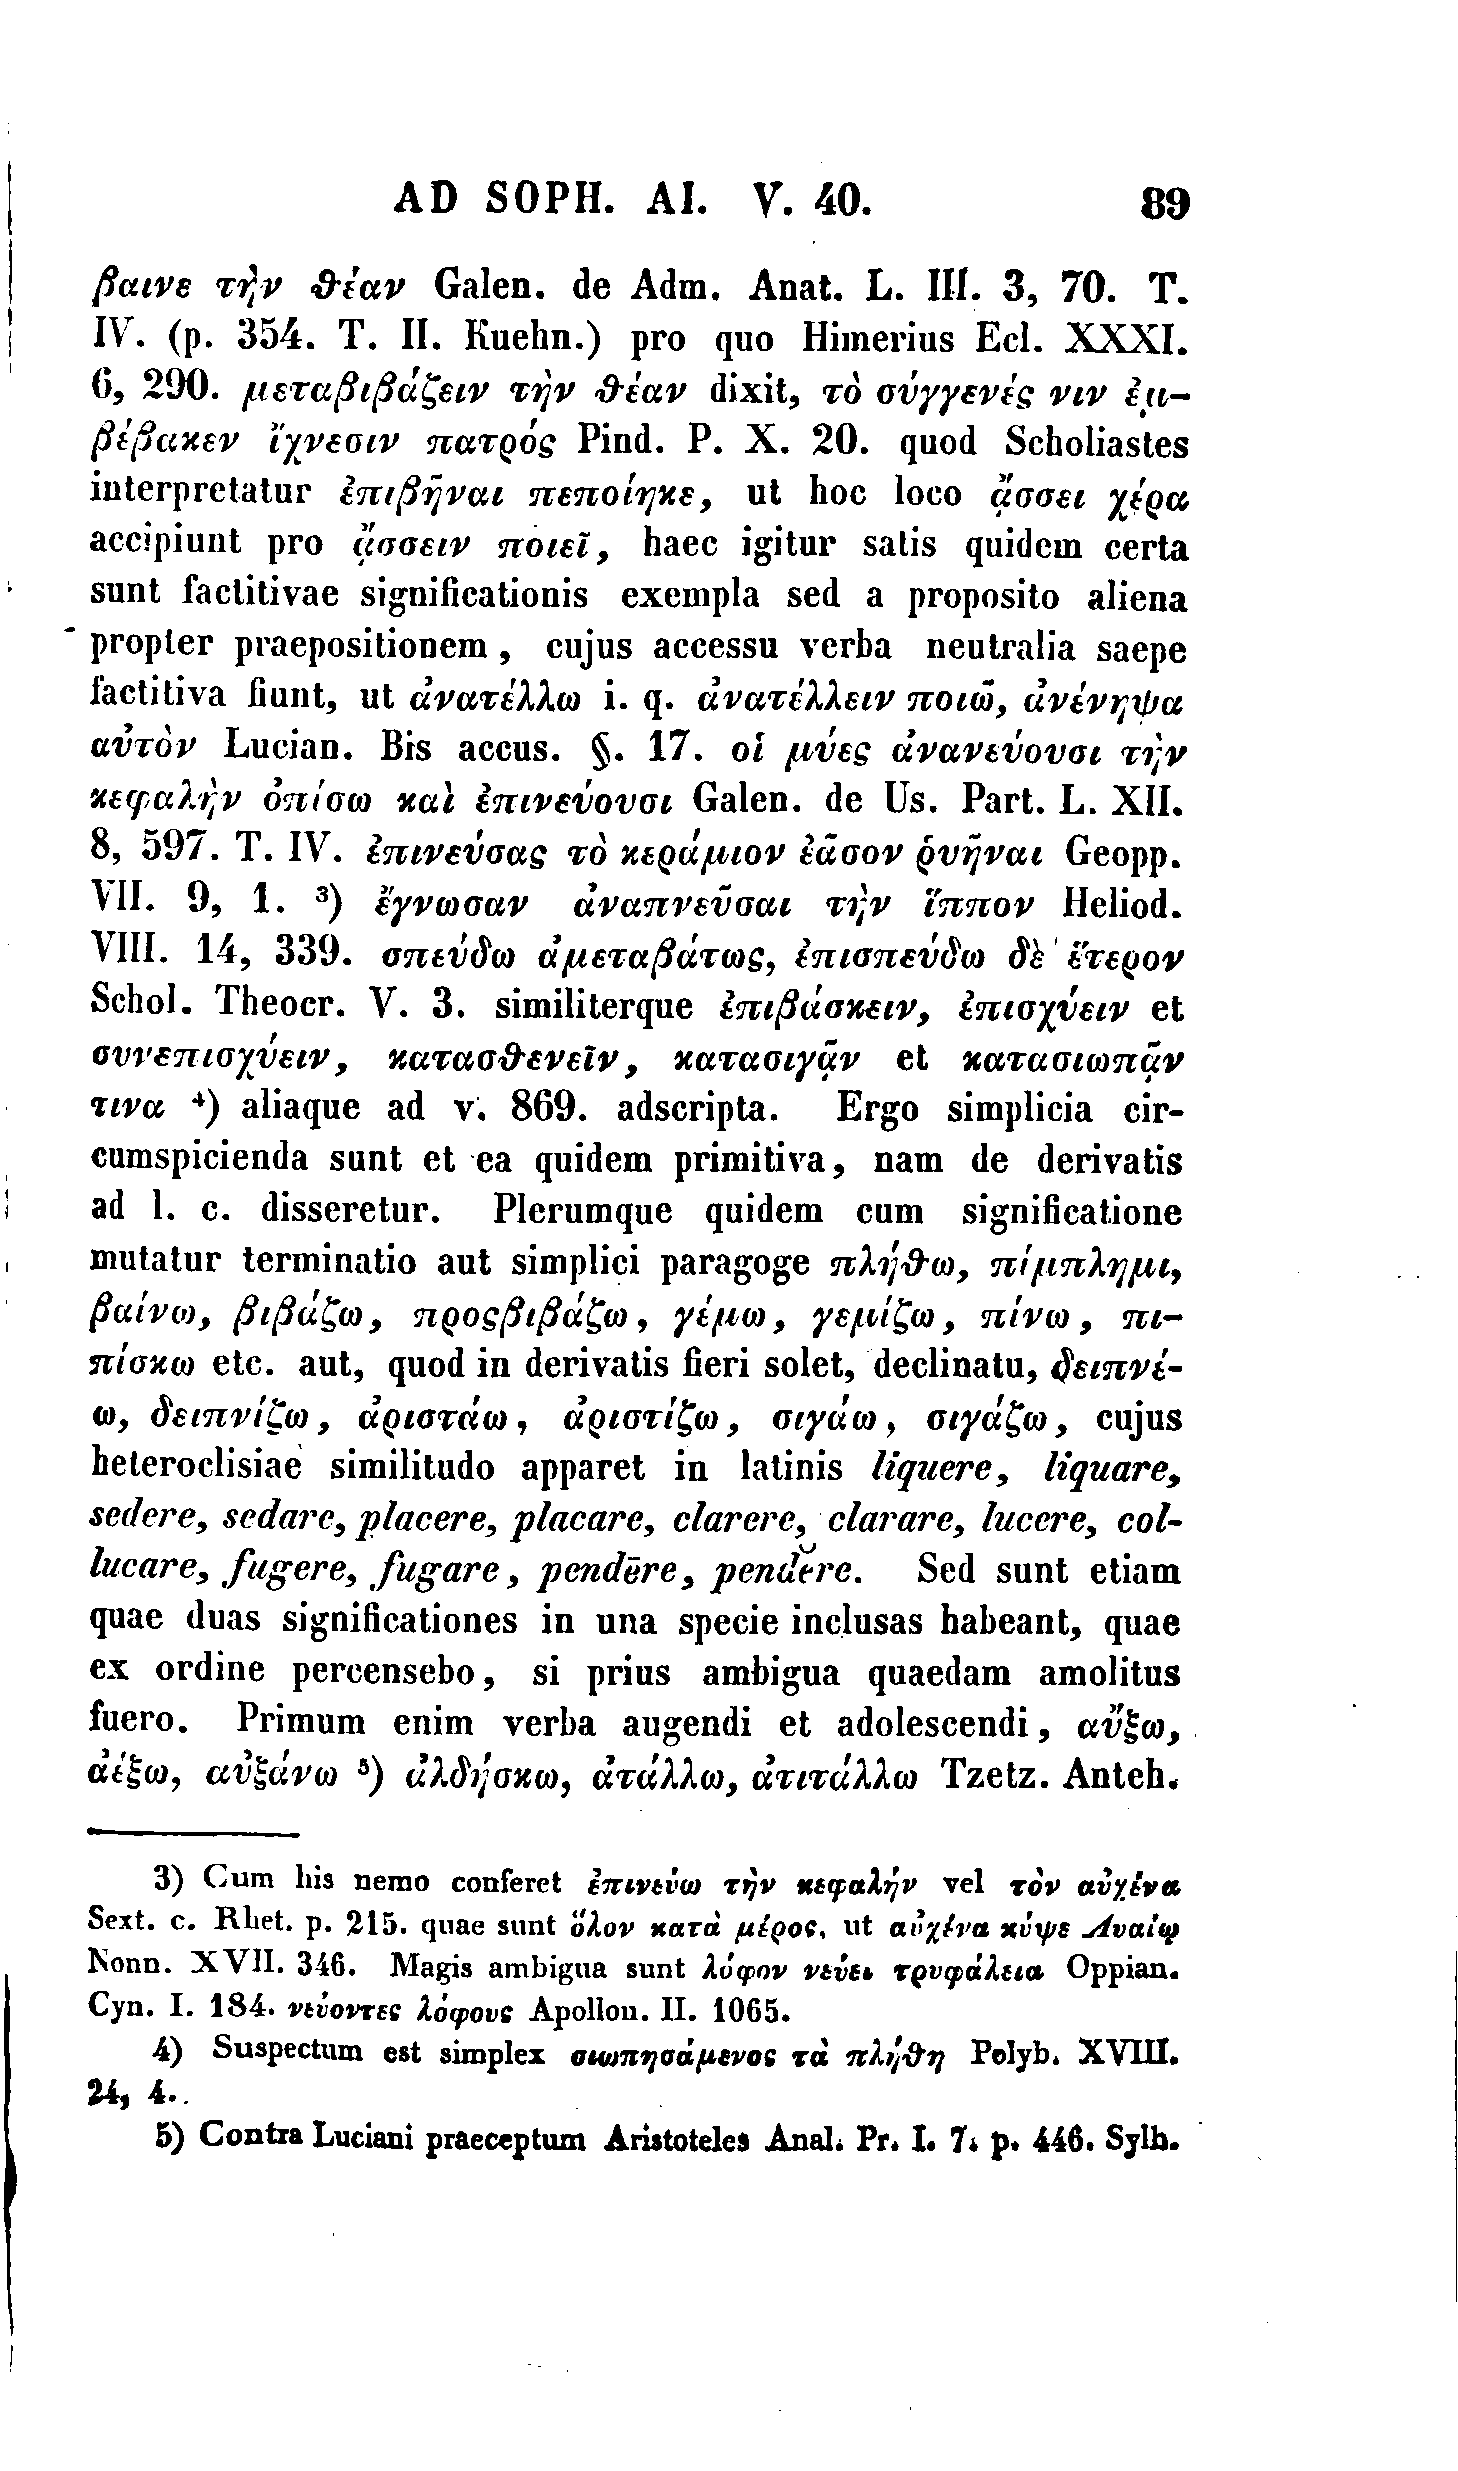 AD SOPH. AI. V. 40. 89
βαινε τὴν θέαν Galen. de Adm. Anat. L. III. 3, 70. T.
IV. (p. 354. T. II. Kuehn.) pro quo Himerius Ecl. XXXI.
6, 290. μεταβιβάζειν τὴν θέαν dixit, τὸ σύγγενές νιν ἐμ-
βέβακεν ἴχνεσιν πατρός Pind. P. X. 20. quod Scholiastes
interpretatur ἐπιβῆναι πεποίηκε, ut hoc loco ᾄσσει χέρα
accipiunt pro ᾄσσειν ποιεῖ, haec igitur satis quidem certa
sunt factitivae significationis exempla sed a proposito aliena
propter praepositionem, cujus accessu verba neutralia saepe
factitiva fiunt, ut ἀνατέλλω i. q. ἀνατέλλειν ποιῶ, ἀνένηψα
αὐτὸν Lucian. Bis accus. §. 17. οἱ μύες ἀνανεύουσι τὴν
κεφαλὴν ὀπίσω καὶ ἐπινεύουσι Galen. de Us. Part. L. XII.
8, 597. T. IV. ἐπινεύσας τὸ κεράμιον ἐᾶσον ῥυῆναι Geopp.
VII. 9, 1. ³) ἔγνωσαν ἀναπνεῦσαι τὴν ἵππον Heliod.
VIII. 14, 339. σπεύδω ἀμεταβάτως, ἐπισπεύδω δὲ ἕτερον
Schol. Theocr. V. 3. similiterque ἐπιβάσκειν, ἐπισχύειν et
συνεπισχύειν, κατασθενεῖν, κατασιγᾷν et κατασιωπᾷν
τινα ⁴) aliaque ad v. 869. adscripta. Ergo simplicia cir-
cumspicienda sunt et ea quidem primitiva, nam de derivatis
ad l. c. disseretur. Plerumque quidem cum significatione
mutatur terminatio aut simplici paragoge πλήθω, πίμπλημι,
βαίνω, βιβάζω, προςβιβάζω, γέμω, γεμίζω, πίνω, πι-
πίσκω etc. aut, quod in derivatis fieri solet, declinatu, δειπνέ-
ω, δειπνίζω, ἀριστάω, ἀριστίζω, σιγάω, σιγάζω, cujus
heteroclisiae similitudo apparet in latinis liquere, liquare,
sedere, sedare, placere, placare, clarere, clarare, lucere, col-
lucare, fugere, fugare, pendēre, pendĕre. Sed sunt etiam
quae duas significationes in una specie inclusas habeant, quae
ex ordine percensebo, si prius ambigua quaedam amolitus
fuero. Primum enim verba augendi et adolescendi, αὔξω,
ἀέξω, αὐξάνω ⁵) ἀλδήσκω, ἀτάλλω, ἀτιτάλλω Tzetz. Anteh.
3) Cum his nemo conferet ἐπινεύω τὴν κεφαλήν vel τὸν αὐχένα
Sext. c. Rhet. p. 215. quae sunt ὅλον κατὰ μέρος, ut αὐχένα κύψε Λυαίῳ
Nonn. XVII. 346. Magis ambigua sunt λόφον νεύει τρυφάλεια Oppian.
Cyn. I. 184. νεύοντες λόφους Apollon. II. 1065.
4) Suspectum est simplex σιωπησάμενος τὰ πλήθη Polyb. XVIII.
24, 4.
5) Contra Luciani praeceptum Aristoteles Anal. Pr. I. 7. p. 446. Sylb.